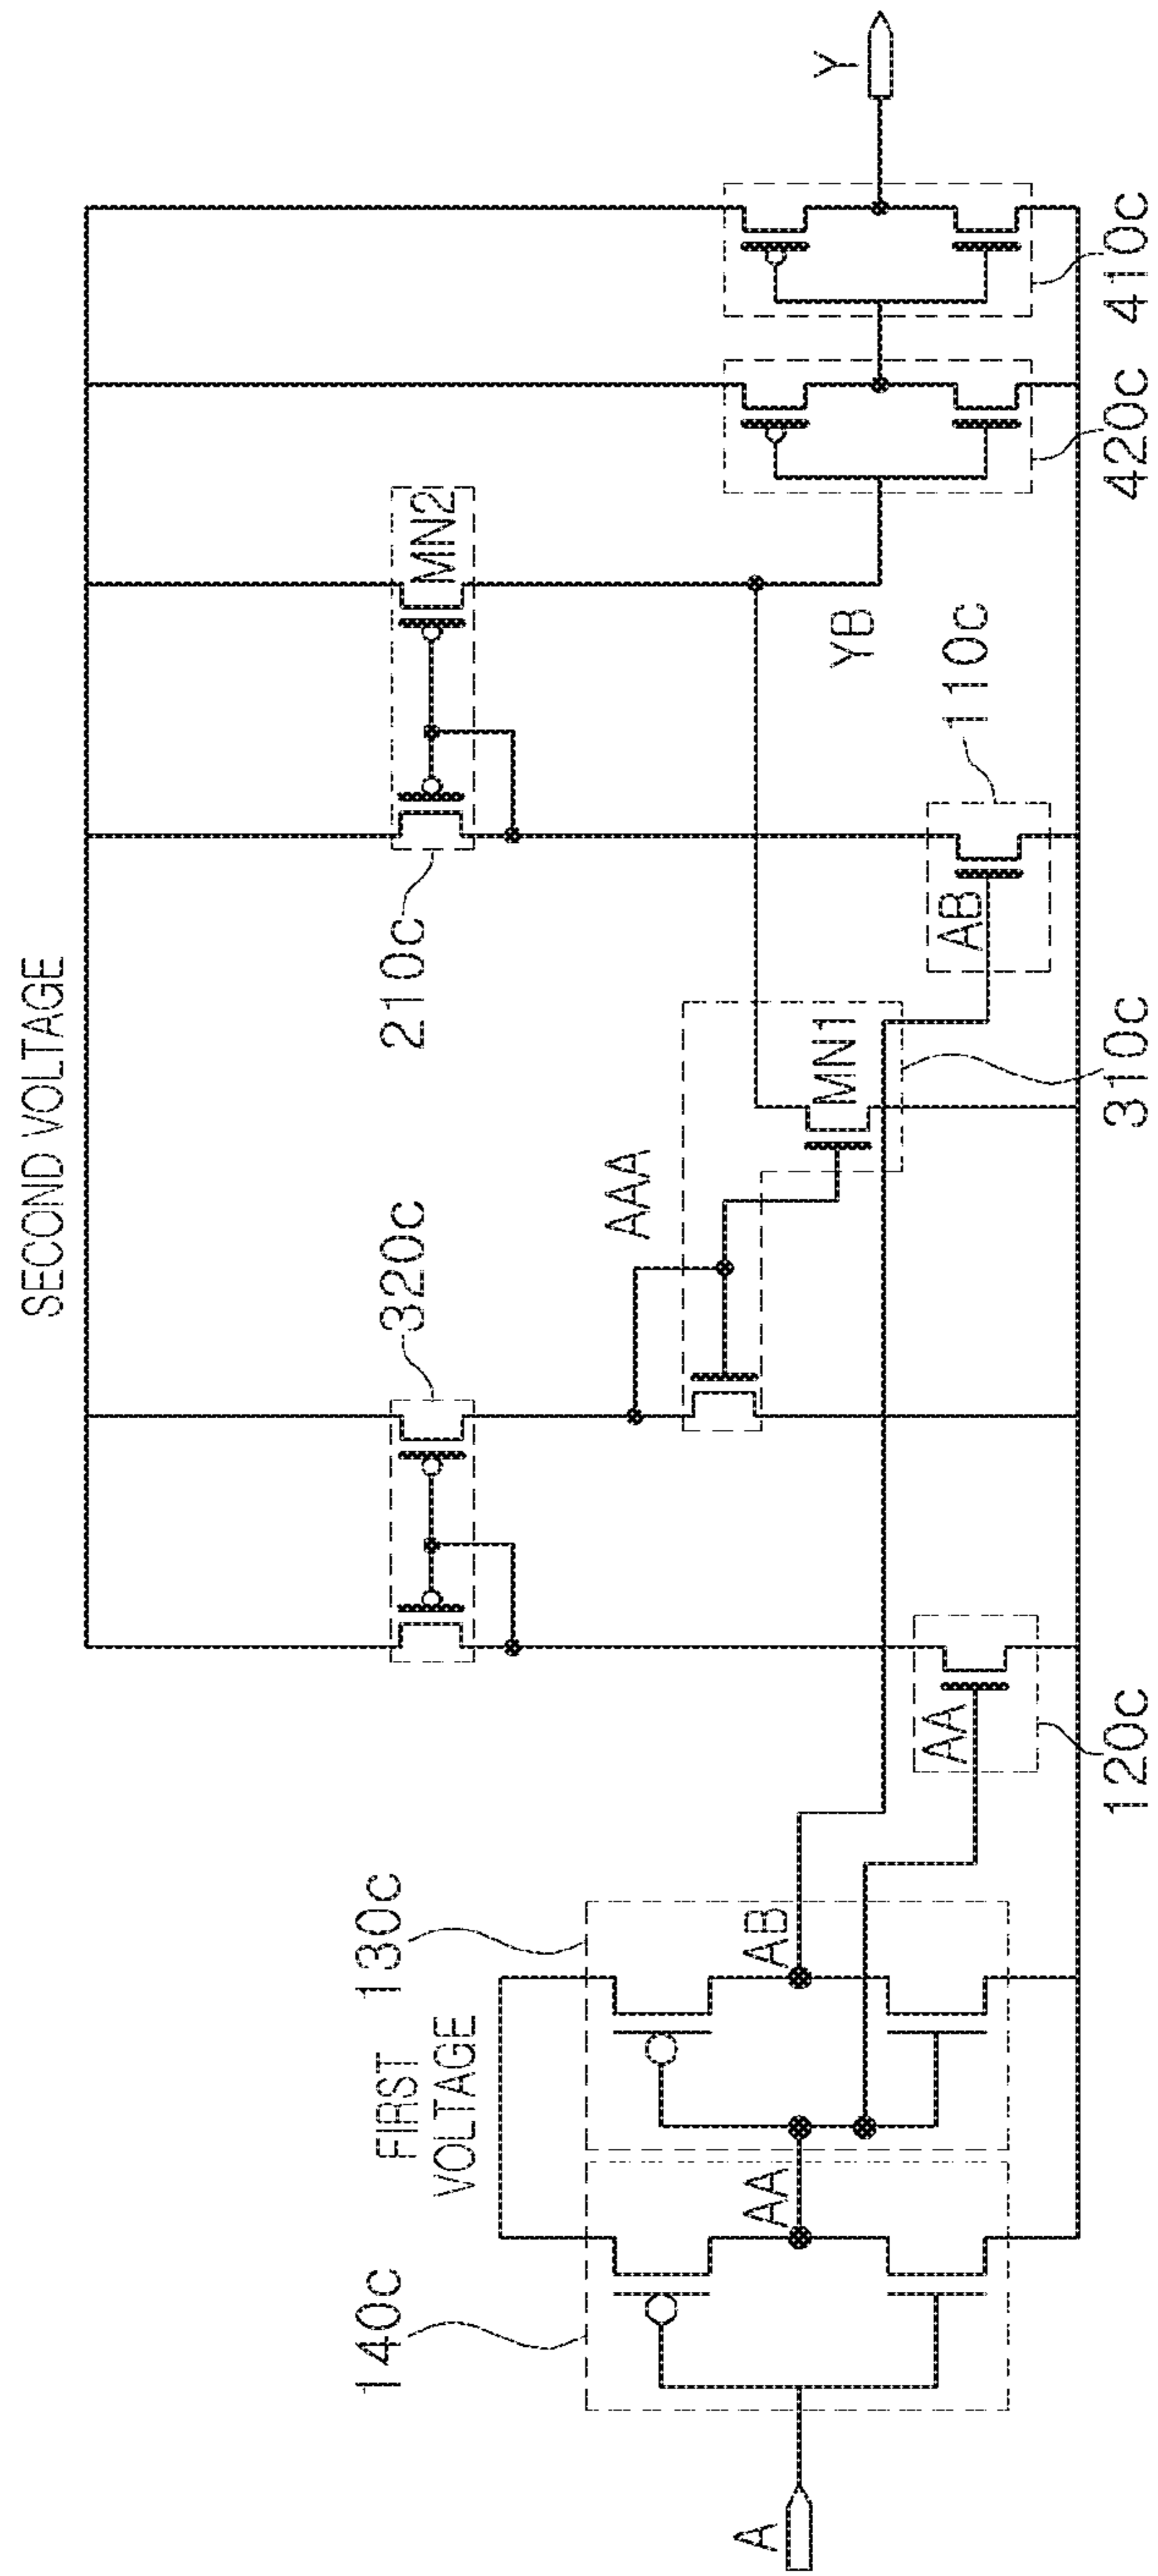 SECOND VOLTAGE
320c
210c
MN2
AAA
MN1
AA
AB
YB
Y
120c
310c
110c
420c
410c
140c
FIRST
VOLTAGE
130c
AA
AB
A